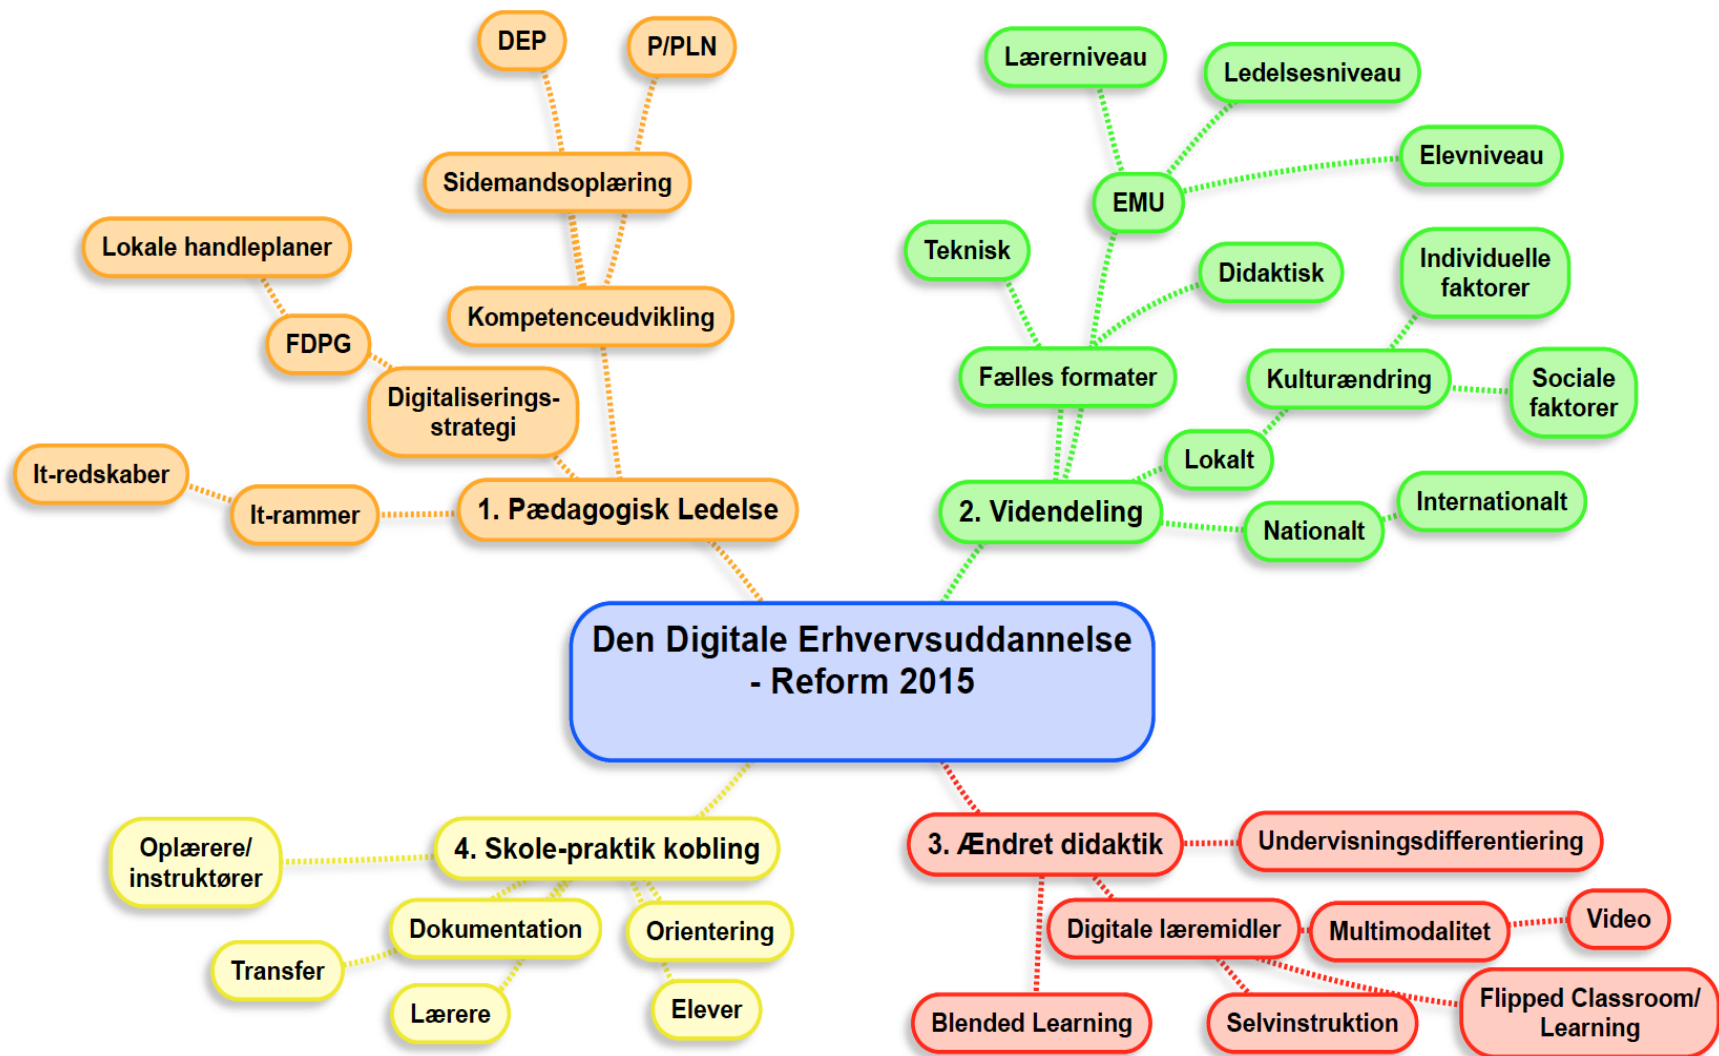 DEP
P/PLN
Sidemandsoplæring
Lokale handleplaner
Kompetenceudvikling
FDPG
Digitaliserings-
strategi
It-redskaber
It-rammer
1. Pædagogisk Ledelse
Lærerniveau
Ledelsesniveau
Elevniveau
EMU
Teknisk
Didaktisk
Individuelle
faktorer
Fælles formater
Kulturændring
Sociale
faktorer
Lokalt
2. Videndeling
Nationalt
Internationalt
Den Digitale Erhvervsuddannelse
- Reform 2015
Oplærere/
instruktører
4. Skole-praktik kobling
Dokumentation
Orientering
Transfer
Lærere
Elever
3. Ændret didaktik
Undervisningsdifferentiering
Digitale læremidler
Multimodalitet
Video
Blended Learning
Selvinstruktion
Flipped Classroom/
Learning